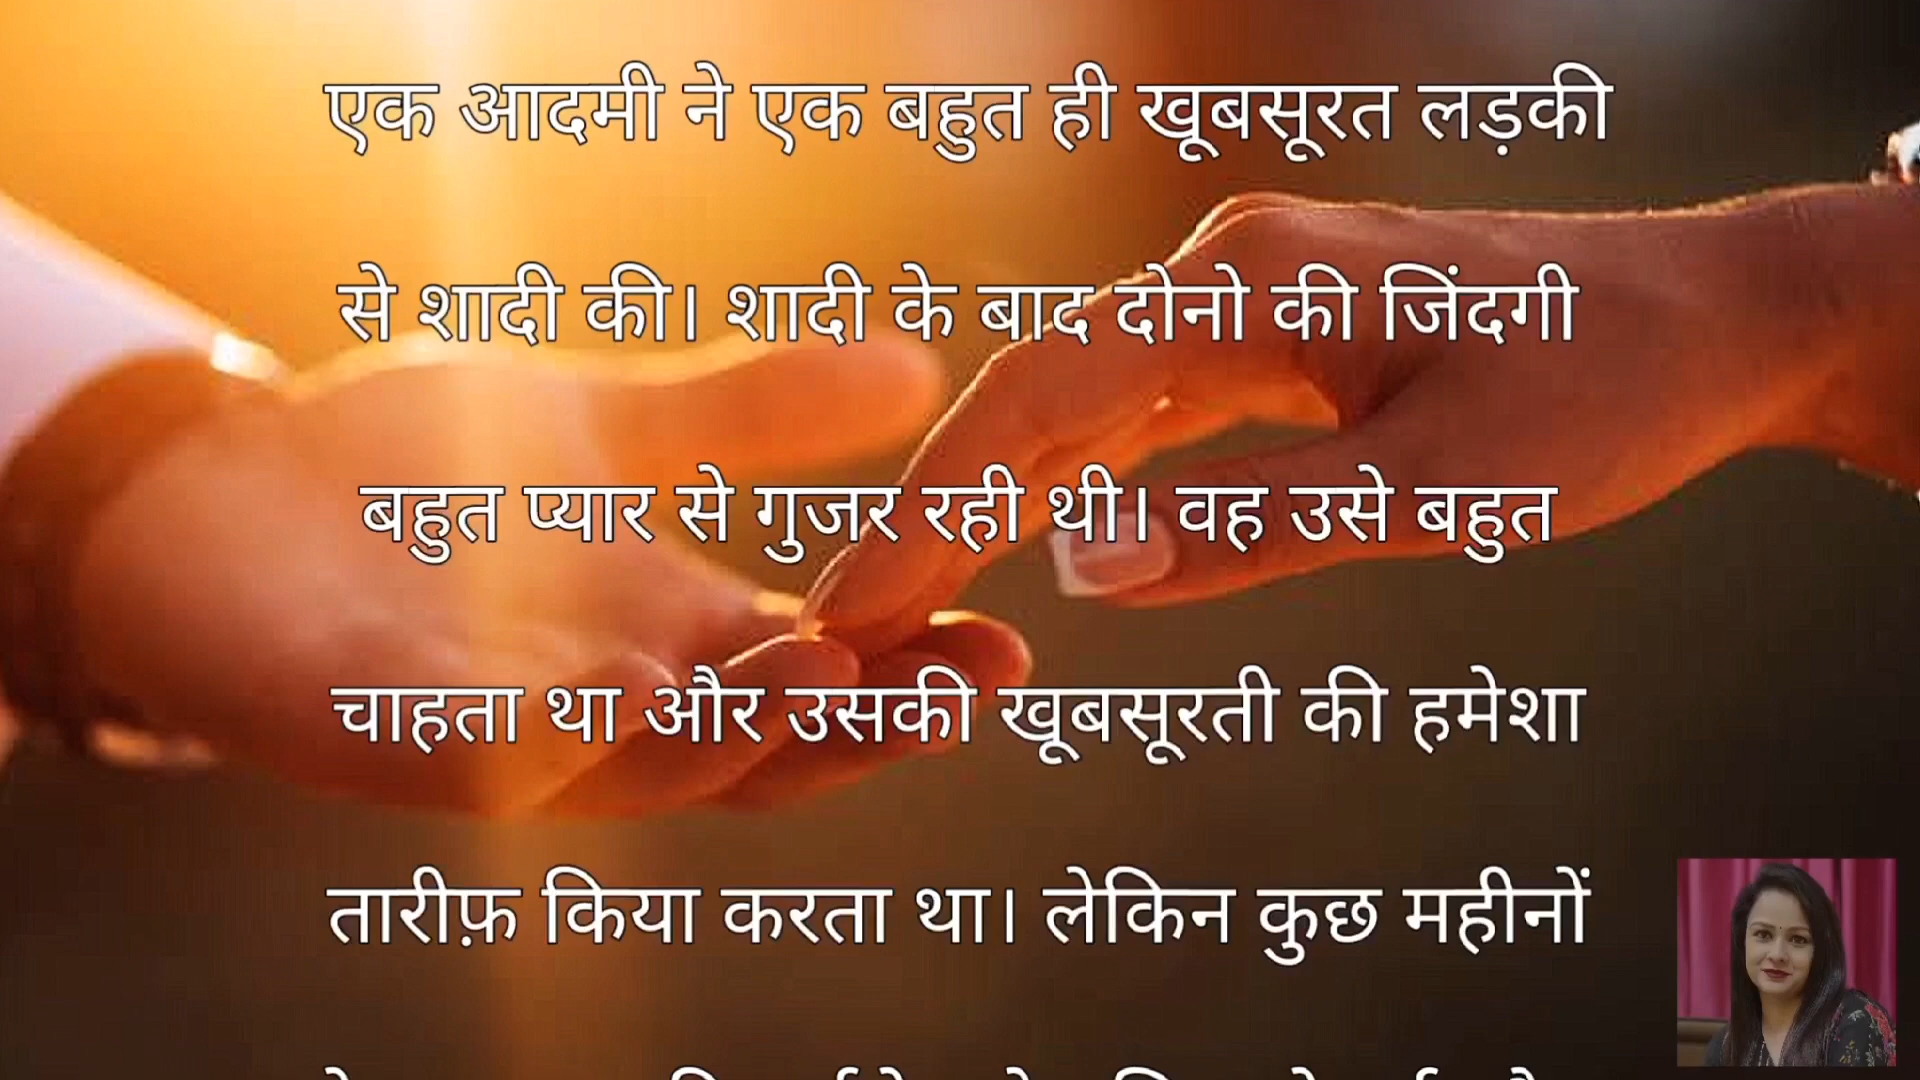 एक आदमी ने एक बहुत ही खूबसूरत लड़की
से शादी की। शादी के बाद दोनो की जिंदगी
बहुत प्यार से गुजर रही थी। वह उसे बहुत
चाहता था और उसकी खूबसूरती की हमेशा
तारीफ़ किया करता था। लेकिन कुछ महीनों